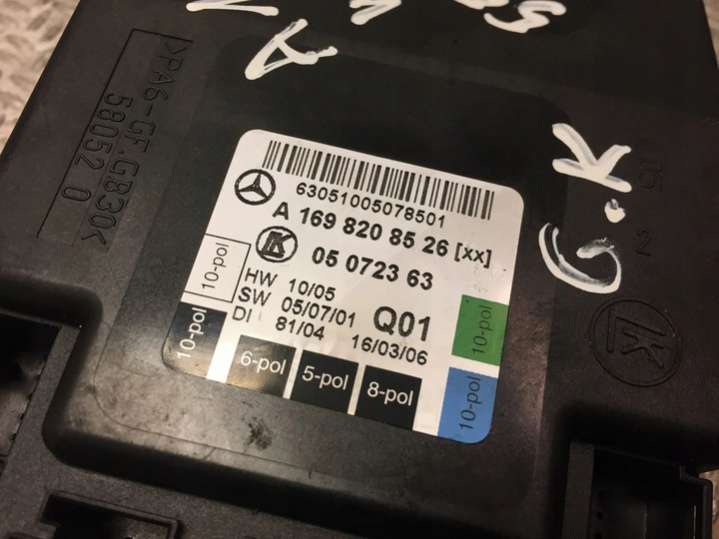 >PA6-GF.GB30<
58052 0
G.K
63051005078501
A 169 820 85 26 [xx]
K
05 0723 63
HW 10/05
SW 05/07/01
DI 81/04
Q01
16/03/06
10-pol
10-pol
6-pol
5-pol
8-pol
10-pol
10-pol
K